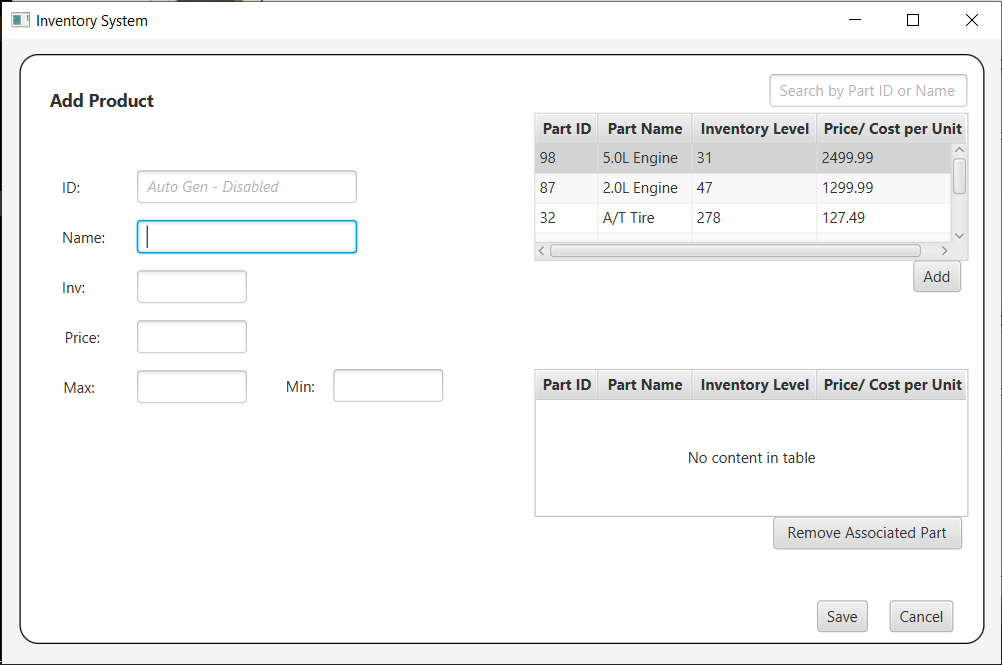 Inventory System
Add Product
Search by Part ID or Name
Part ID Part Name Inventory Level Price/ Cost per Unit
98 5.0L Engine 31 2499.99
87 2.0L Engine 47 1299.99
32 A/T Tire 278 127.49
Add
ID: Auto Gen - Disabled
Name:
Inv:
Price:
Max: Min:
Part ID Part Name Inventory Level Price/ Cost per Unit
No content in table
Remove Associated Part
Save Cancel